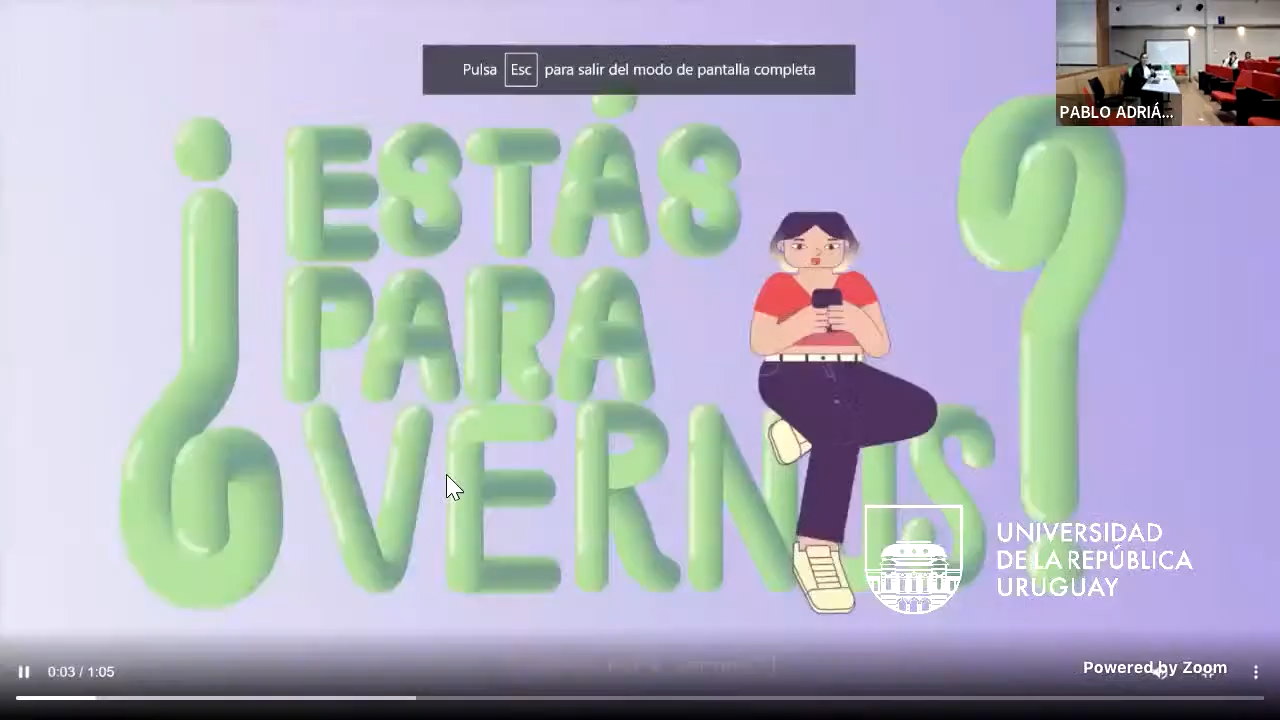 Pulsa Esc para salir del modo de pantalla completa
PABLO ADRIÁ...
¿ESTÁS
PARA
VERNOS?
UNIVERSIDAD
DE LA REPÚBLICA
URUGUAY
0:03 / 1:05
Powered by Zoom